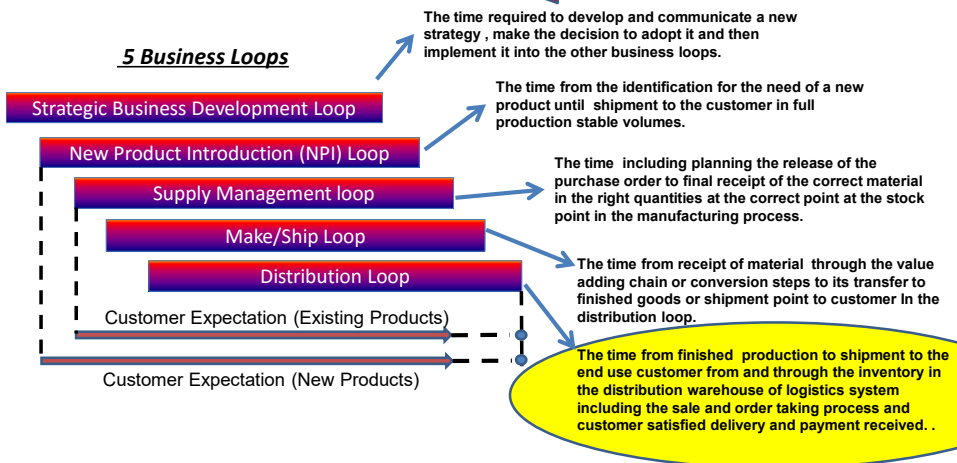 The time required to develop and communicate a new
strategy , make the decision to adopt it and then
implement it into the other business loops.
5 Business Loops
The time from the identification for the need of a new
product until shipment to the customer in full
production stable volumes.
Strategic Business Development Loop
New Product Introduction (NPI) Loop
The time including planning the release of the
purchase order to final receipt of the correct material
in the right quantities at the correct point at the stock
point in the manufacturing process.
Supply Management loop
Make/Ship Loop
Distribution Loop
The time from receipt of material through the value
adding chain or conversion steps to its transfer to
finished goods or shipment point to customer In the
distribution loop.
Customer Expectation (Existing Products)
Customer Expectation (New Products)
The time from finished production to shipment to the
end use customer from and through the inventory in
the distribution warehouse of logistics system
including the sale and order taking process and
customer satisfied delivery and payment received. .